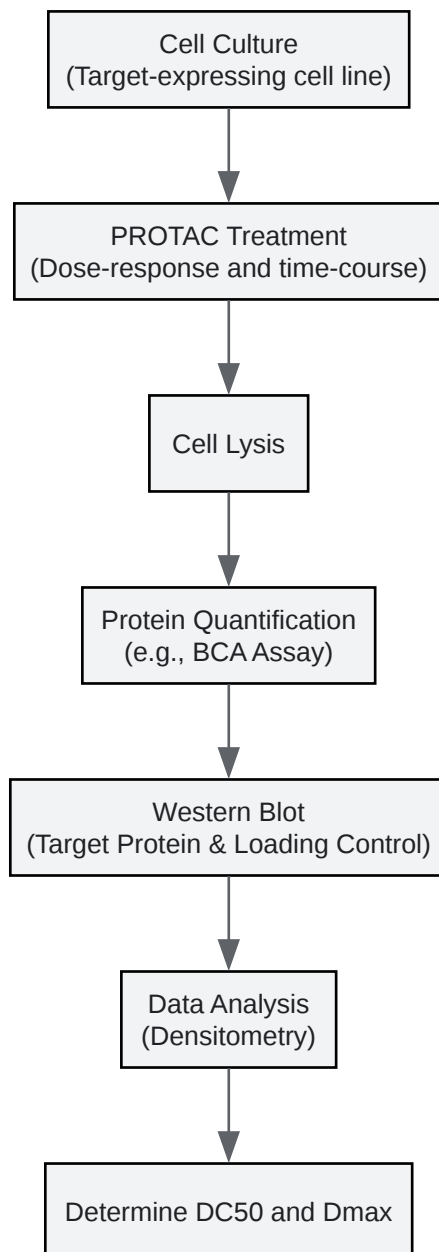 Cell Culture
(Target-expressing cell line)
PROTAC Treatment
(Dose-response and time-course)
Cell Lysis
Protein Quantification
(e.g., BCA Assay)
Western Blot
(Target Protein & Loading Control)
Data Analysis
(Densitometry)
Determine DC50 and Dmax